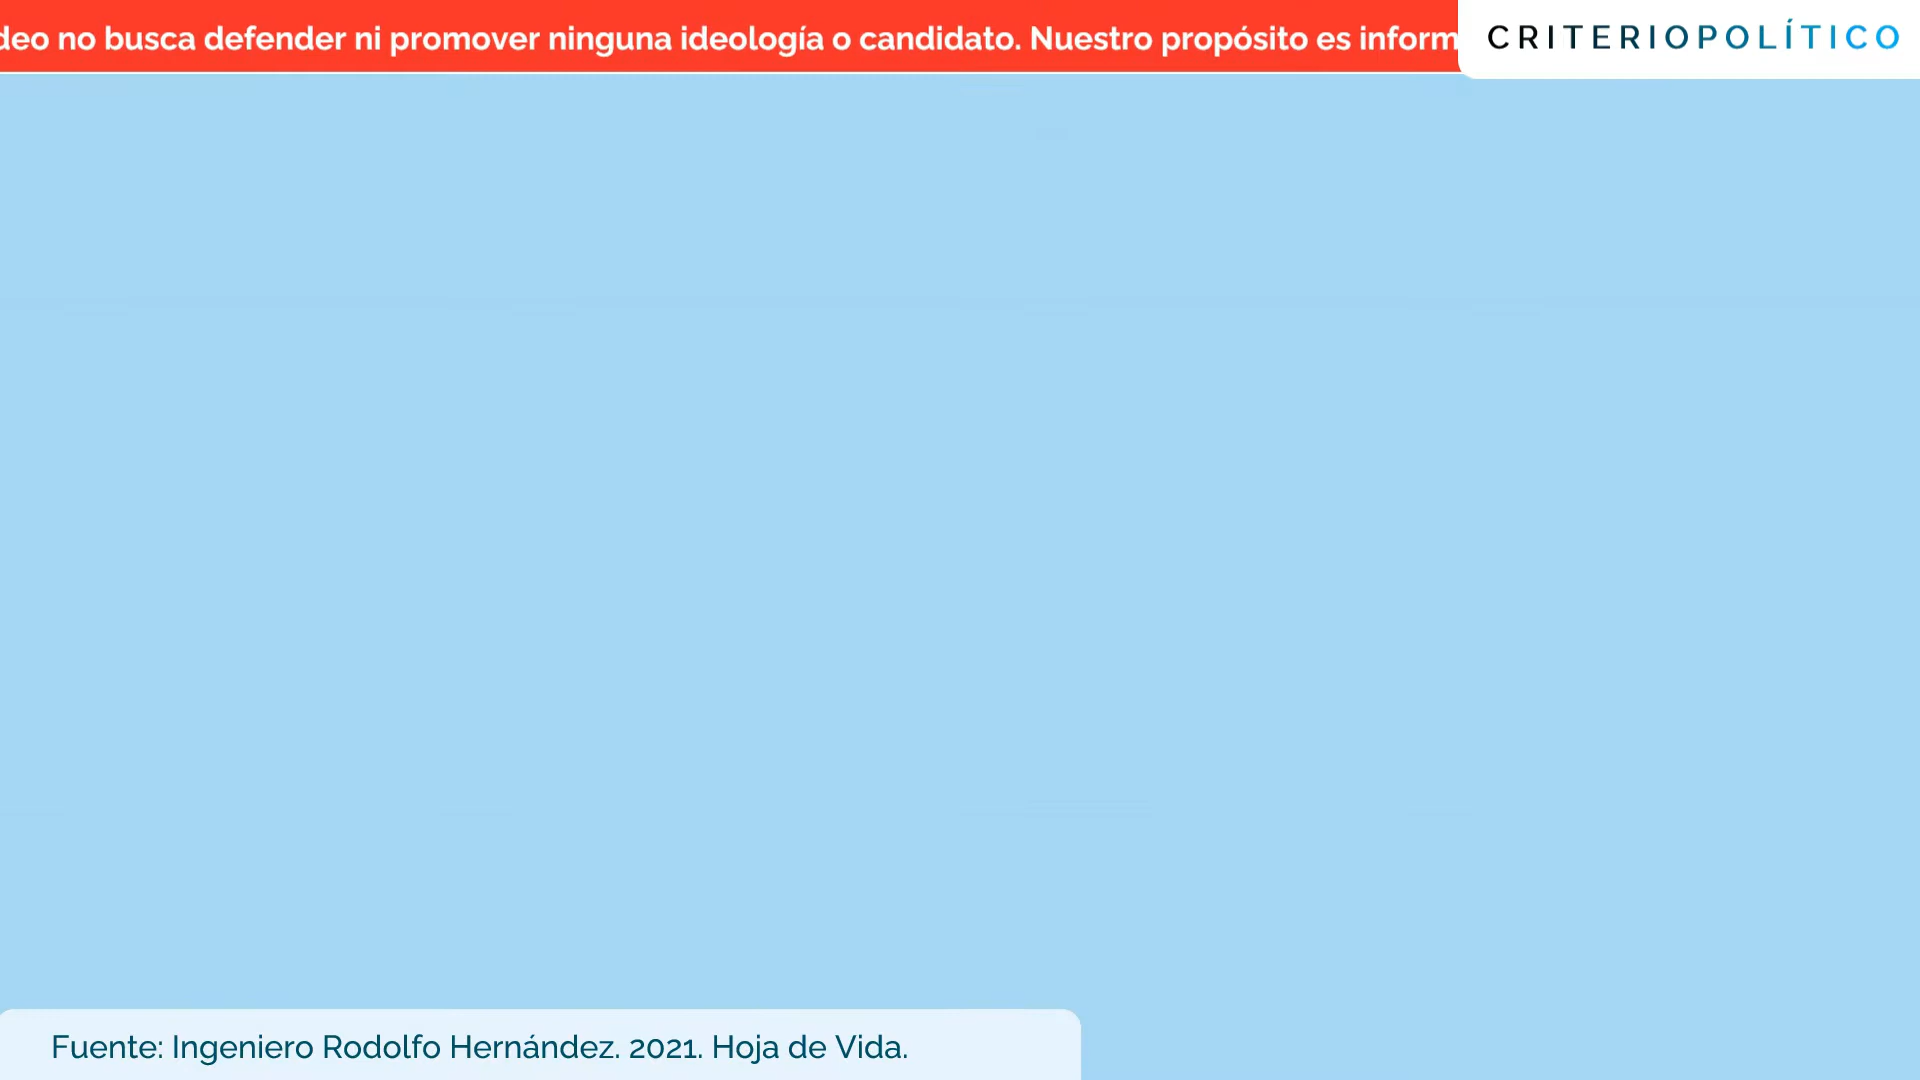 deo no busca defender ni promover ninguna ideología o candidato. Nuestro propósito es inform
CRITERIOPOLÍTICO
Fuente: Ingeniero Rodolfo Hernández. 2021. Hoja de Vida.